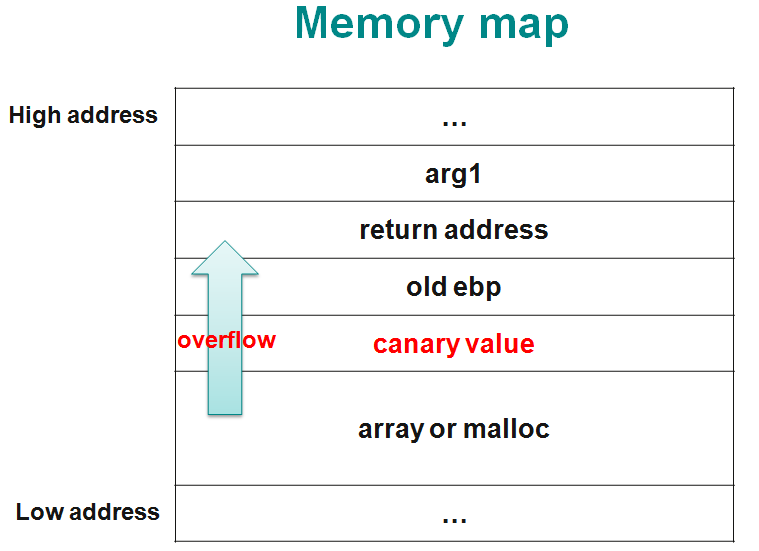 Memory map
High address
…
arg1
return address
old ebp
overflow
canary value
array or malloc
Low address
…